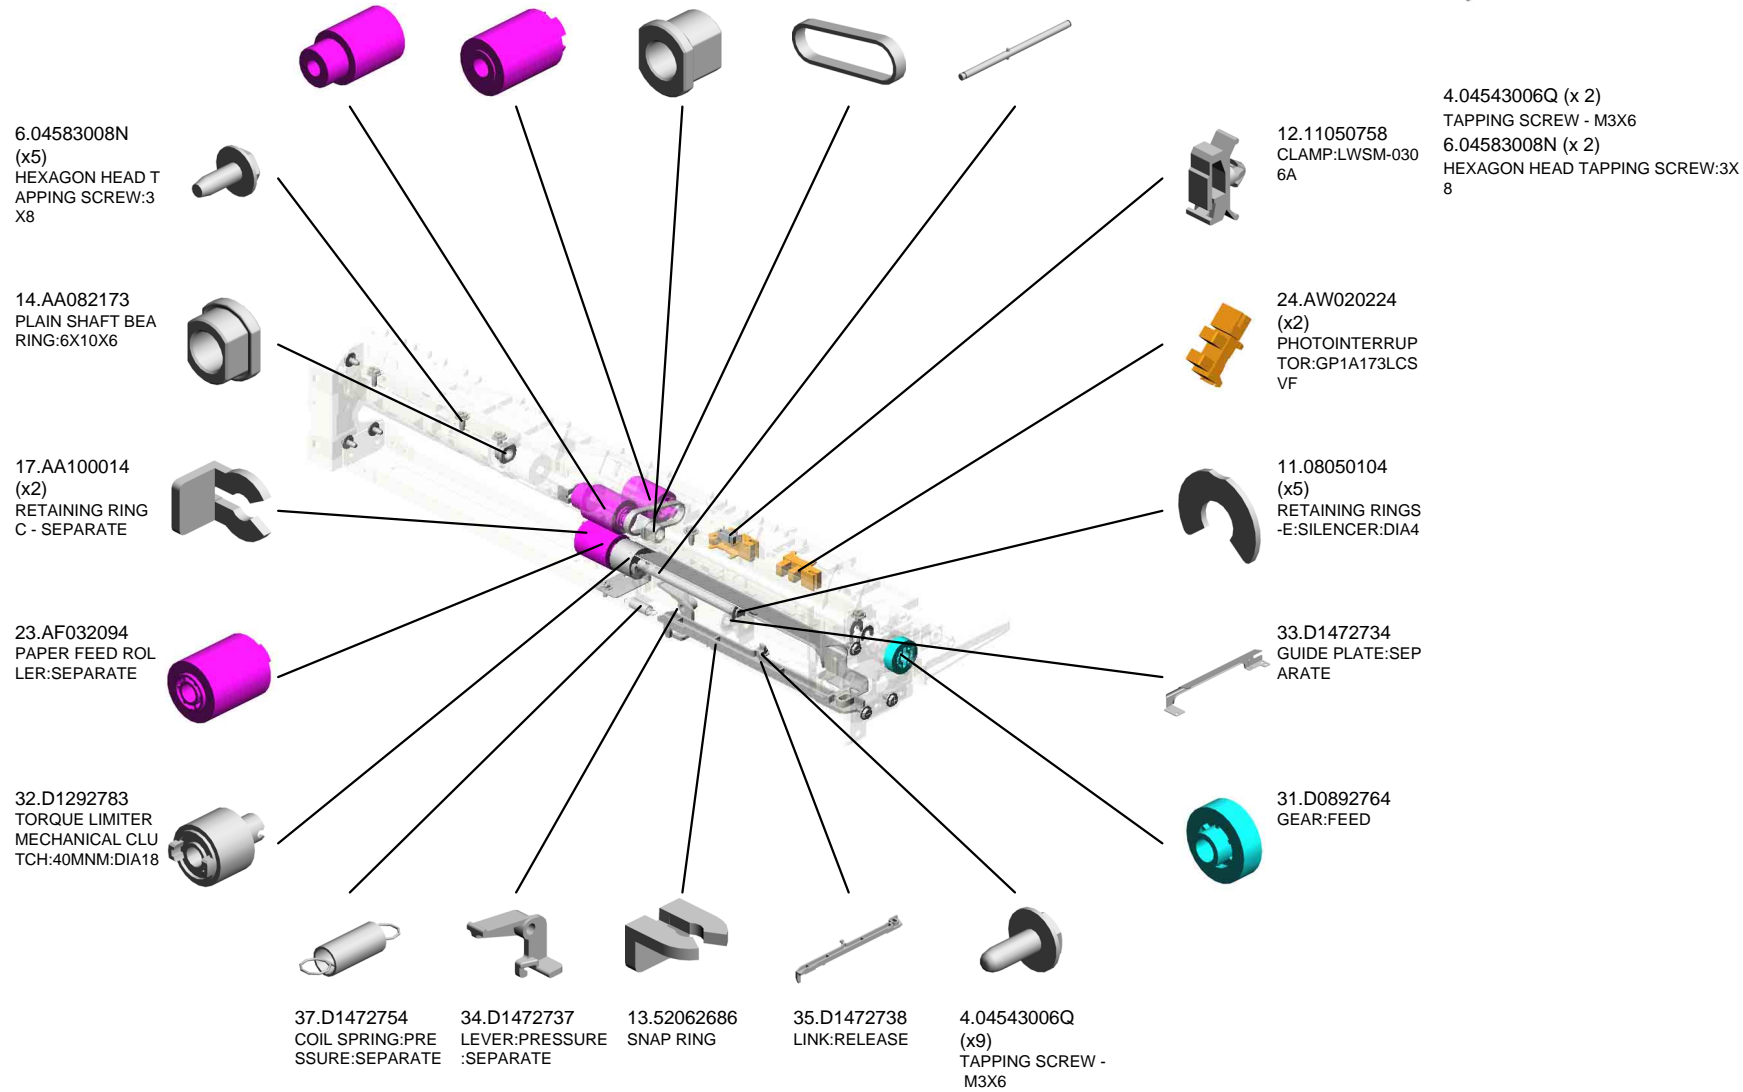 6.04583008N
(x5)
HEXAGON HEAD T
APPING SCREW:3
X8
14.AA082173
PLAIN SHAFT BEA
RING:6X10X6
17.AA100014
(x2)
RETAINING RING
C - SEPARATE
23.AF032094
PAPER FEED ROL
LER:SEPARATE
32.D1292783
TORQUE LIMITER
MECHANICAL CLU
TCH:40MNM:DIA18
37.D1472754
COIL SPRING:PRE
SSURE:SEPARATE
34.D1472737
LEVER:PRESSURE
:SEPARATE
13.52062686
SNAP RING
35.D1472738
LINK:RELEASE
4.04543006Q
(x9)
TAPPING SCREW -
M3X6
12.11050758
CLAMP:LWSM-030
6A
24.AW020224
(x2)
PHOTOINTERRUP
TOR:GP1A173LCS
VF
11.08050104
(x5)
RETAINING RINGS
-E:SILENCER:DIA4
33.D1472734
GUIDE PLATE:SEP
ARATE
31.D0892764
GEAR:FEED
4.04543006Q (x 2)
TAPPING SCREW - M3X6
6.04583008N (x 2)
HEXAGON HEAD TAPPING SCREW:3X
8